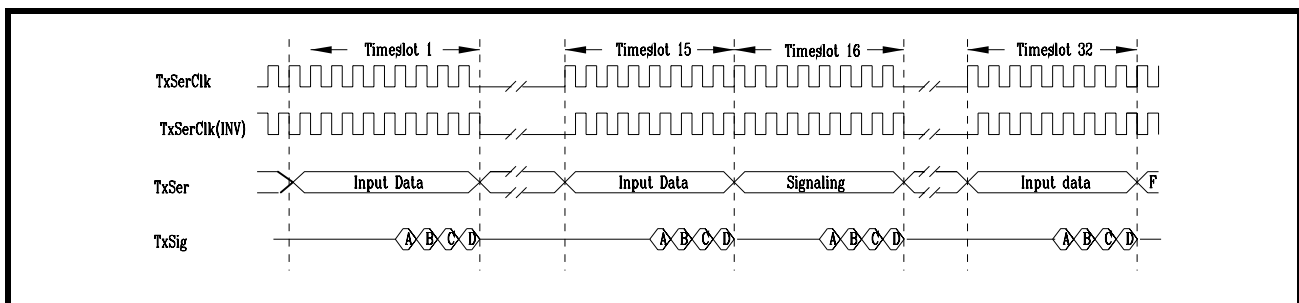 Timeslot 1 Timeslot 15 Timeslot 16 Timeslot 32
TxSerClk
TxSerClk(INV)
TxSer Input Data Input Data Signaling Input data F
TxSig A B C D A B C D A B C D A B C D